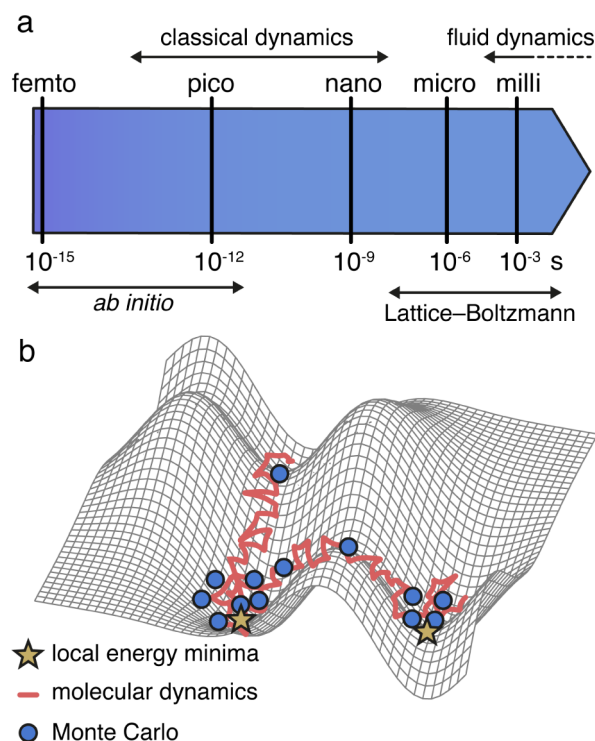 a
classical dynamics
fluid dynamics
femto pico nano micro milli
10⁻¹⁵ 10⁻¹² 10⁻⁹ 10⁻⁶ 10⁻³ s
ab initio
Lattice–Boltzmann
b
local energy minima
molecular dynamics
Monte Carlo